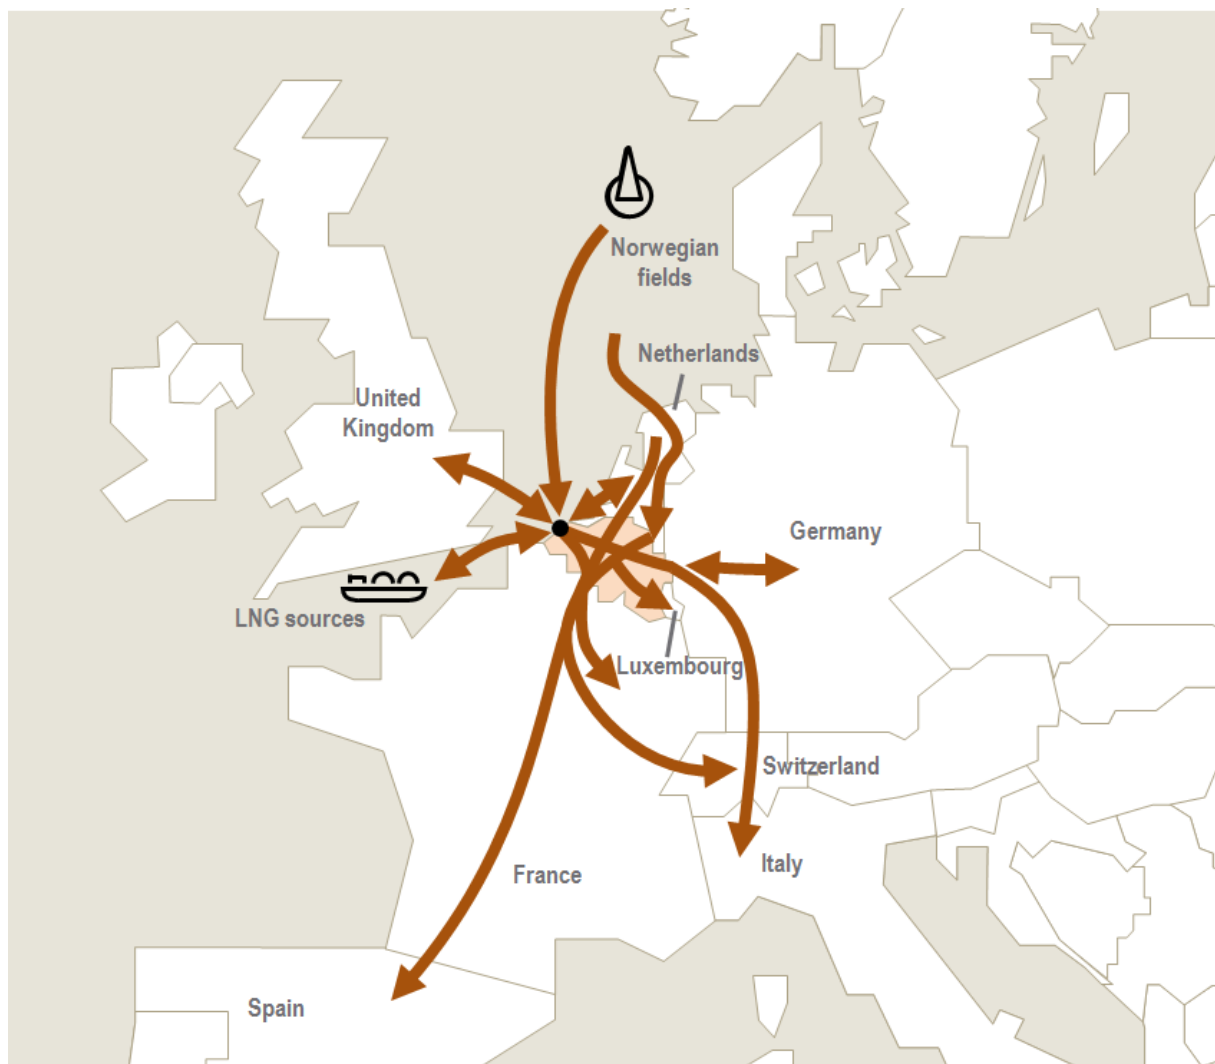 Norwegian
fields
Netherlands
United
Kingdom
Germany
LNG sources
Luxembourg
Switzerland
Italy
France
Spain